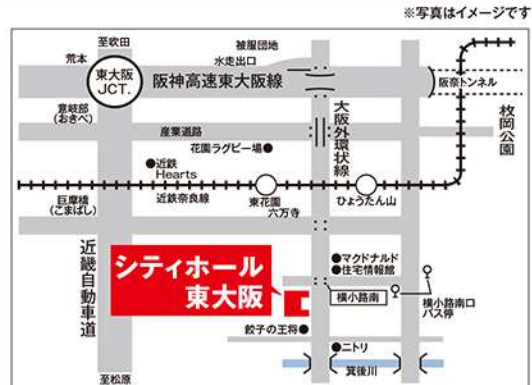 ※写真はイメージです
至吹田
荒本
被服団地
水走出口
東大阪
JCT.
阪神高速東大阪線
阪奈トンネル
意岐部
(おきべ)
産業道路
大阪外環状線
枚岡公園
花園ラグビー場
近鉄
Hearts
巨摩橋
(こまばし)
近鉄奈良線
東花園
六万寺
ひょうたん山
近畿自動車道
シティホール
東大阪
マクドナルド
住宅情報館
横小路南
横小路南口
バス停
餃子の王将
ニトリ
箕後川
至松原